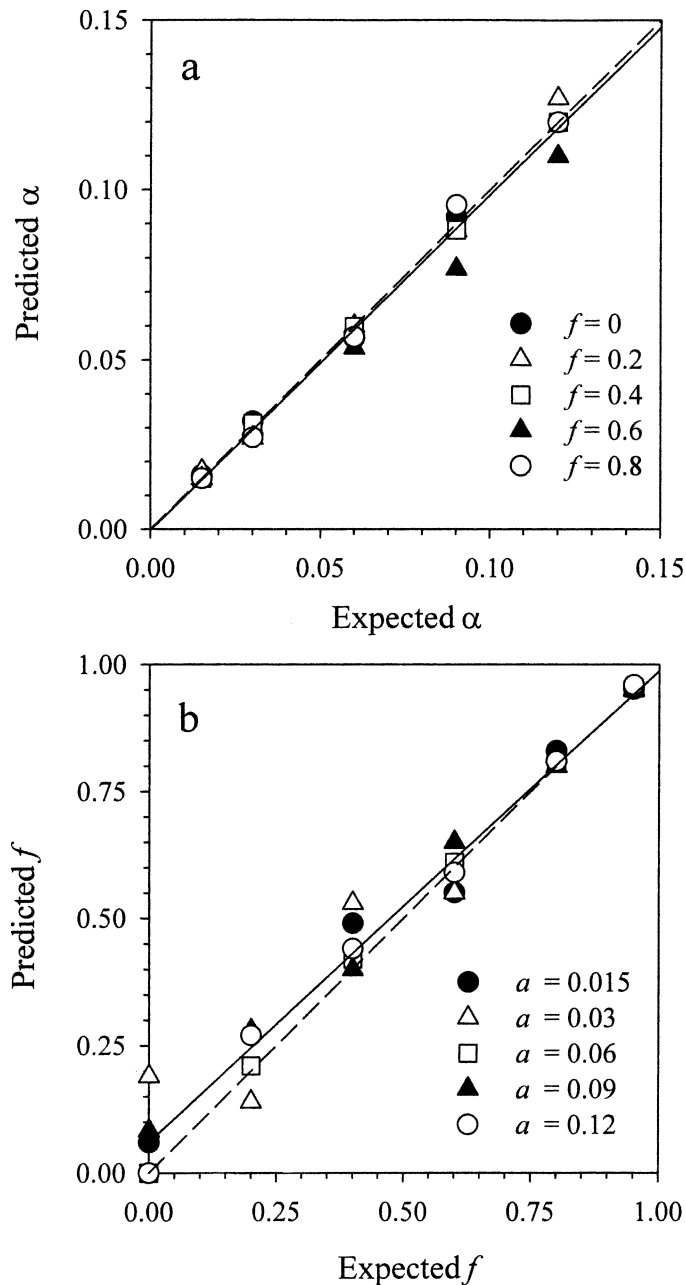 0.15
a
0.10
Predicted α
0.05
f = 0
f = 0.2
f = 0.4
f = 0.6
f = 0.8
0.00
0.00 0.05 0.10 0.15
Expected α
1.00
b
0.75
Predicted f
0.50
0.25
a = 0.015
a = 0.03
a = 0.06
a = 0.09
a = 0.12
0.00
0.00 0.25 0.50 0.75 1.00
Expected f